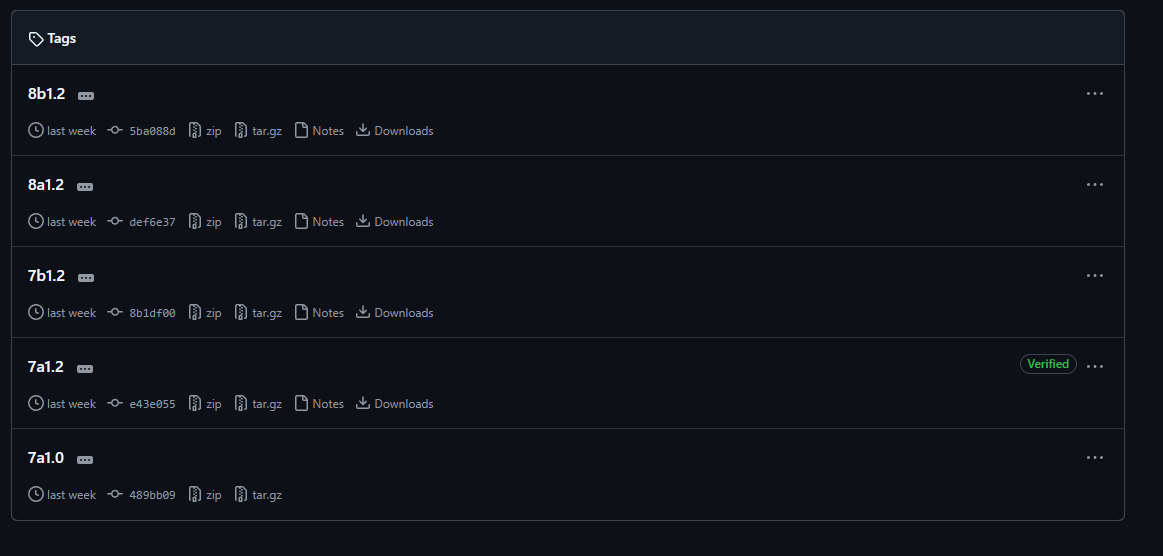 Tags
8b1.2
last week 5ba088d zip tar.gz Notes Downloads
8a1.2
last week def6e37 zip tar.gz Notes Downloads
7b1.2
last week 8b1df00 zip tar.gz Notes Downloads
7a1.2 Verified
last week e43e055 zip tar.gz Notes Downloads
7a1.0
last week 489bb09 zip tar.gz